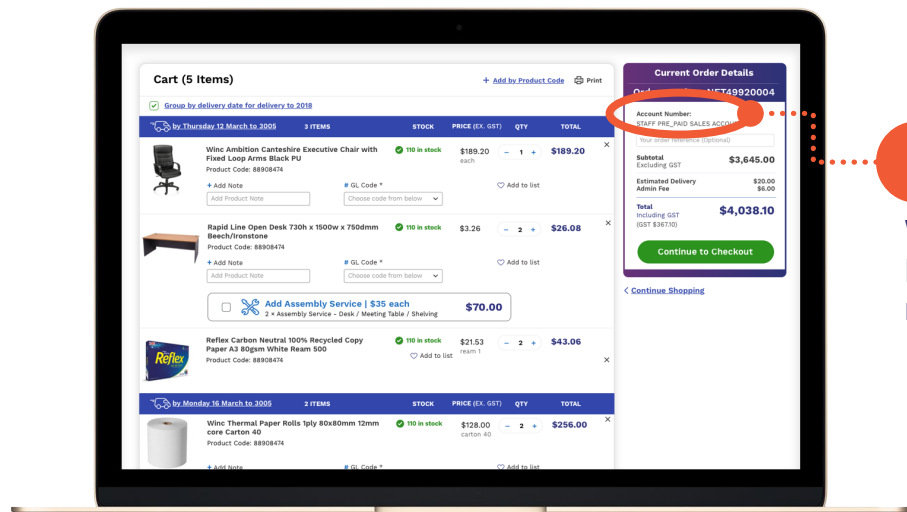 Cart (5 Items)
+ Add by Product Code
Print
Group by delivery date for delivery to 2018
by Thursday 12 March to 3005 3 ITEMS STOCK PRICE (EX. GST) QTY TOTAL
Winc Ambition Canteshire Executive Chair with
Fixed Loop Arms Black PU
Product Code: 88908474
110 in stock
$189.20
each
- 1 +
$189.20
+ Add Note
# GL Code *
Add to list
Add Product Note
Choose code from below
Rapid Line Open Desk 730h x 1500w x 750dmm
Beech/Ironstone
Product Code: 88908474
110 in stock
$3.26
- 2 +
$26.08
+ Add Note
# GL Code *
Add to list
Add Product Note
Choose code from below
Add Assembly Service | $35 each
2 × Assembly Service - Desk / Meeting Table / Shelving
$70.00
Reflex
Reflex Carbon Neutral 100% Recycled Copy
Paper A3 80gsm White Ream 500
Product Code: 88908474
110 in stock
Add to list
$21.53
ream 1
- 2 +
$43.06
by Monday 16 March to 3005 2 ITEMS STOCK PRICE (EX. GST) QTY TOTAL
Winc Thermal Paper Rolls 1ply 80x80mm 12mm
core Carton 40
Product Code: 88908474
110 in stock
$128.00
carton 40
- 2 +
$256.00
+ Add Note
# GL Code *
Add to list
Current Order Details
NET49920004
Account Number:
STAFF PRE_PAID SALES ACCOU
Your order reference (Optional)
Subtotal
Excluding GST
$3,645.00
Estimated Delivery $20.00
Admin Fee $6.00
Total
Including GST
(GST $367.10)
$4,038.10
Continue to Checkout
Continue Shopping